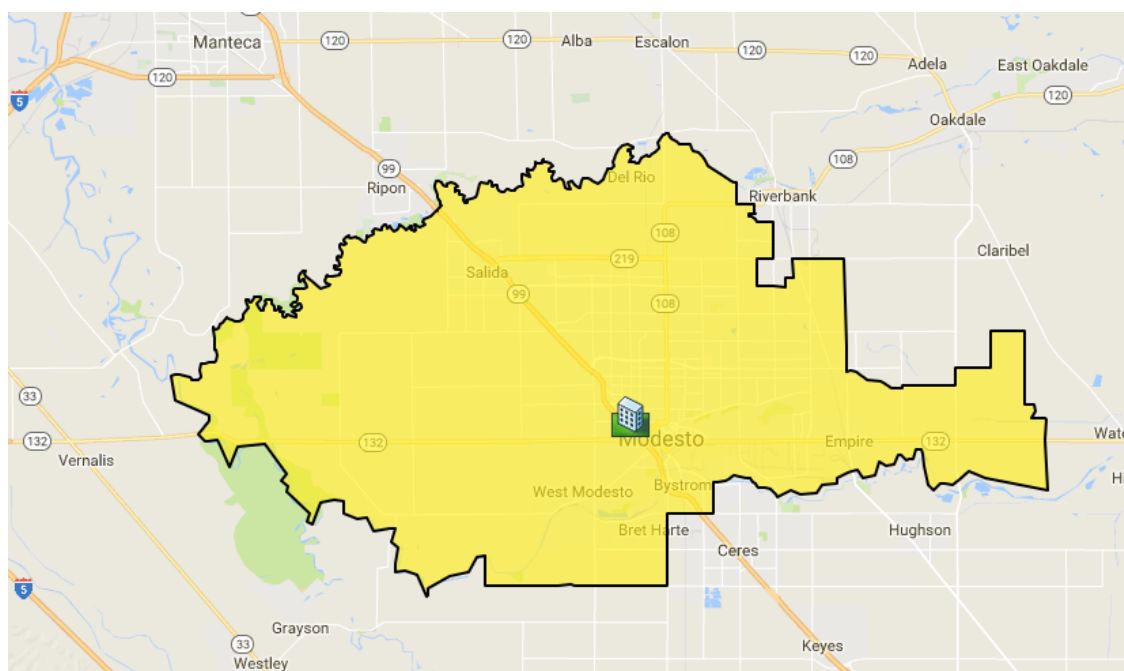 Manteca
120
120
Alba
Escalon
120
Adela
East Oakdale
120
120
120
5
Oakdale
99
108
Ripon
Del Rio
Riverbank
108
Claribel
219
Salida
99
108
33
132
132
Modesto
Empire
132
Wate
Vernalis
West Modesto
Bystrom
Hi
Bret Harte
Hughson
Ceres
5
Grayson
33
Keyes
Westley